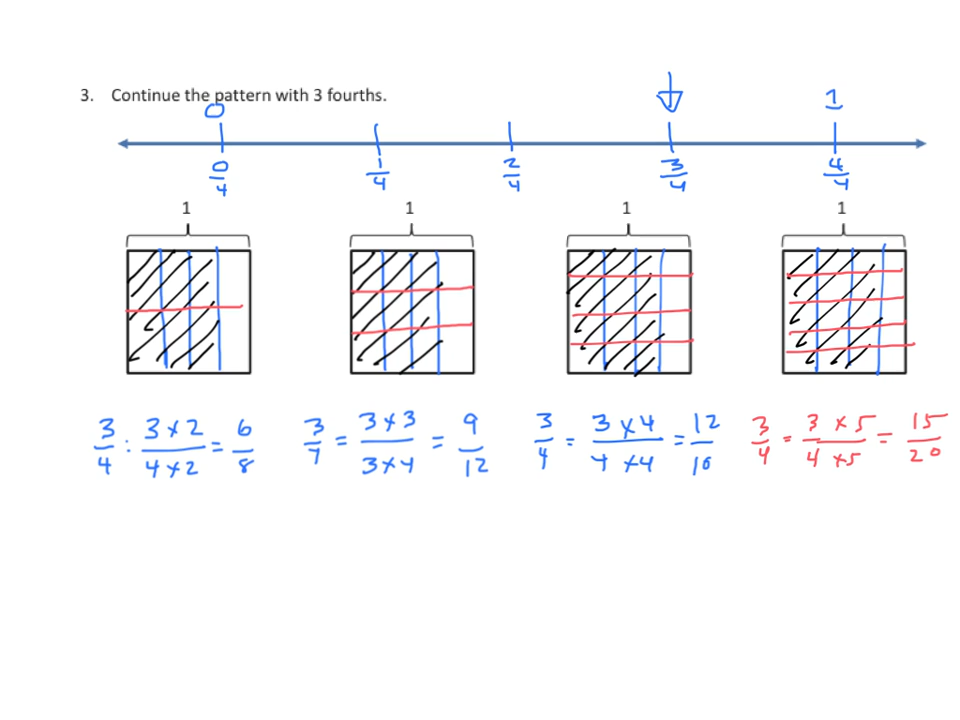 3. Continue the pattern with 3 fourths.
0 1
0/4 1/4 2/4 3/4 4/4
1 1 1 1
3/4 : 3 × 2 / 4 × 2 = 6/8
3/4 = 3 × 3 / 3 × 4 = 9/12
3/4 = 3 × 4 / 4 × 4 = 12/16
3/4 = 3 × 5 / 4 × 5 = 15/20